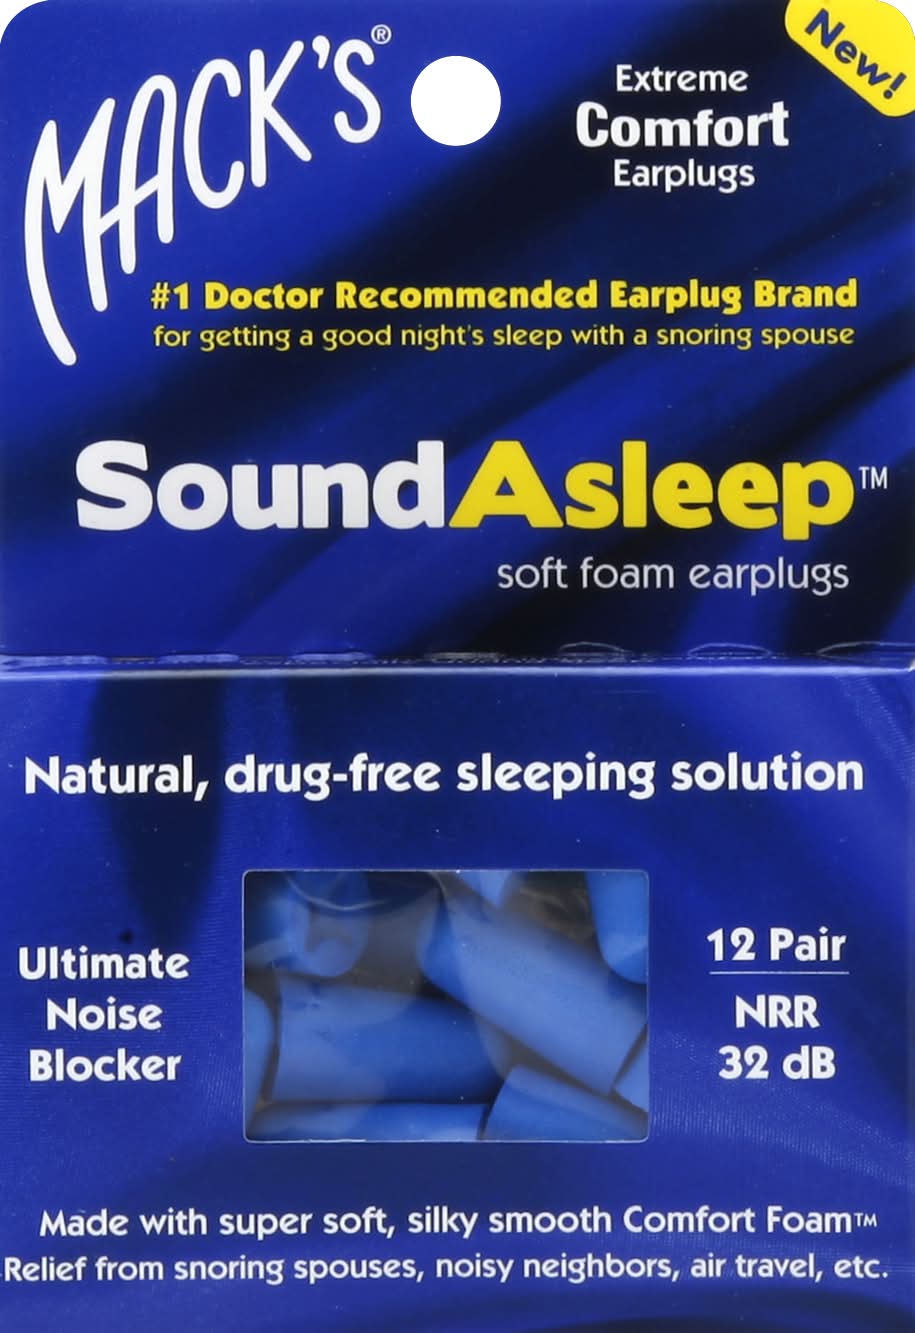 MACK'S®
New!
Extreme
Comfort
Earplugs
#1 Doctor Recommended Earplug Brand
for getting a good night's sleep with a snoring spouse
SoundAsleep™
soft foam earplugs
Natural, drug-free sleeping solution
Ultimate
Noise
Blocker
12 Pair
NRR
32 dB
Made with super soft, silky smooth Comfort Foam™
Relief from snoring spouses, noisy neighbors, air travel, etc.